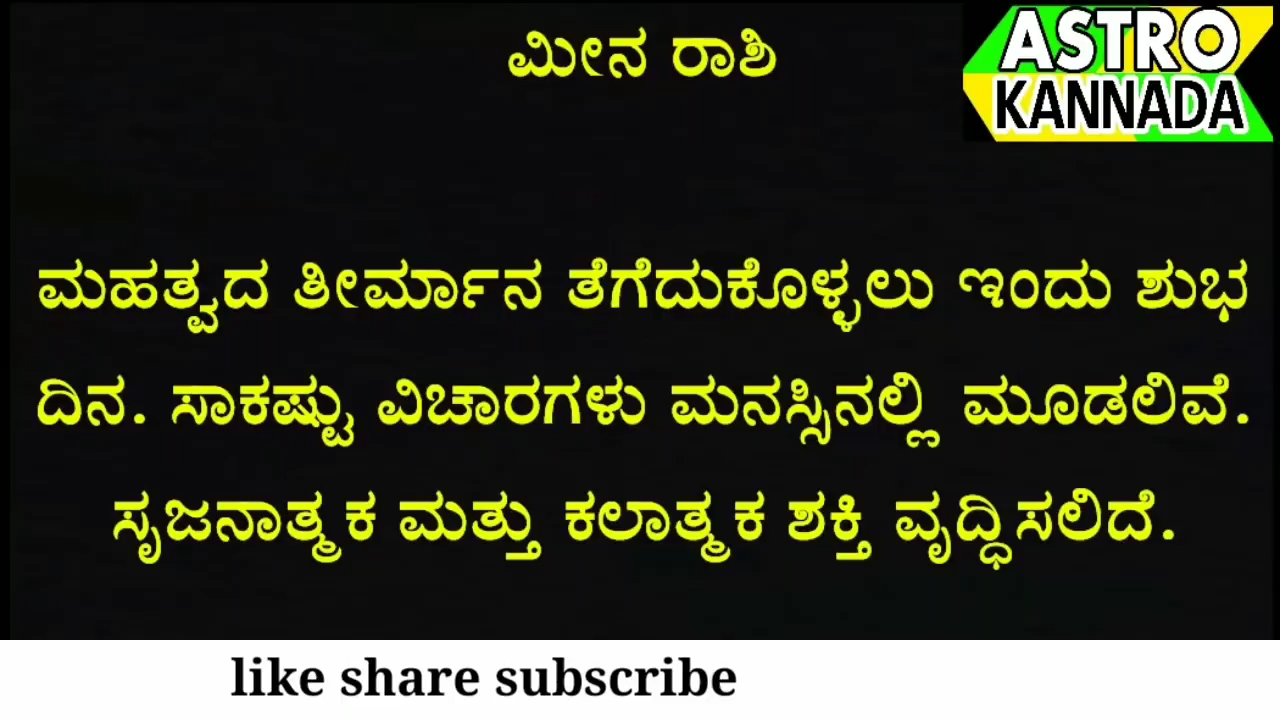 ಮೀನ ರಾಶಿ
ASTRO
KANNADA
ಮಹತ್ವದ ತೀರ್ಮಾನ ತೆಗೆದುಕೊಳ್ಳಲು ಇಂದು ಶುಭ
ದಿನ. ಸಾಕಷ್ಟು ವಿಚಾರಗಳು ಮನಸ್ಸಿನಲ್ಲಿ ಮೂಡಲಿವೆ.
ಸೃಜನಾತ್ಮಕ ಮತ್ತು ಕಲಾತ್ಮಕ ಶಕ್ತಿ ವೃದ್ಧಿಸಲಿದೆ.
like share subscribe